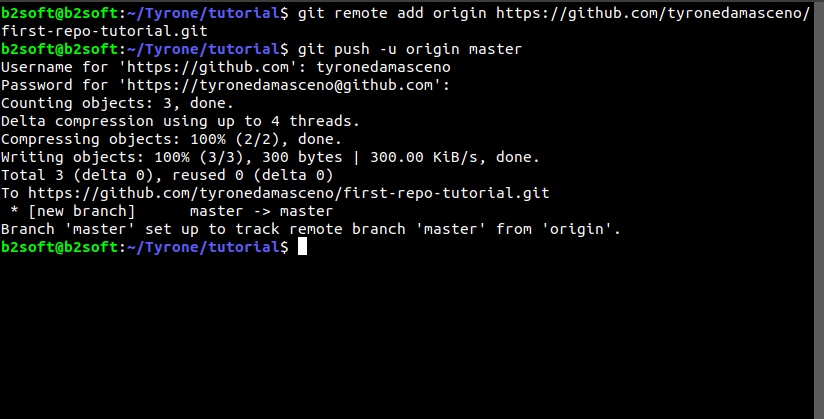 b2soft@b2soft:~/Tyrone/tutorial$ git remote add origin https://github.com/tyronedamasceno/
first-repo-tutorial.git
b2soft@b2soft:~/Tyrone/tutorial$ git push -u origin master
Username for 'https://github.com': tyronedamasceno
Password for 'https://tyronedamasceno@github.com':
Counting objects: 3, done.
Delta compression using up to 4 threads.
Compressing objects: 100% (2/2), done.
Writing objects: 100% (3/3), 300 bytes | 300.00 KiB/s, done.
Total 3 (delta 0), reused 0 (delta 0)
To https://github.com/tyronedamasceno/first-repo-tutorial.git
 * [new branch]      master -> master
Branch 'master' set up to track remote branch 'master' from 'origin'.
b2soft@b2soft:~/Tyrone/tutorial$